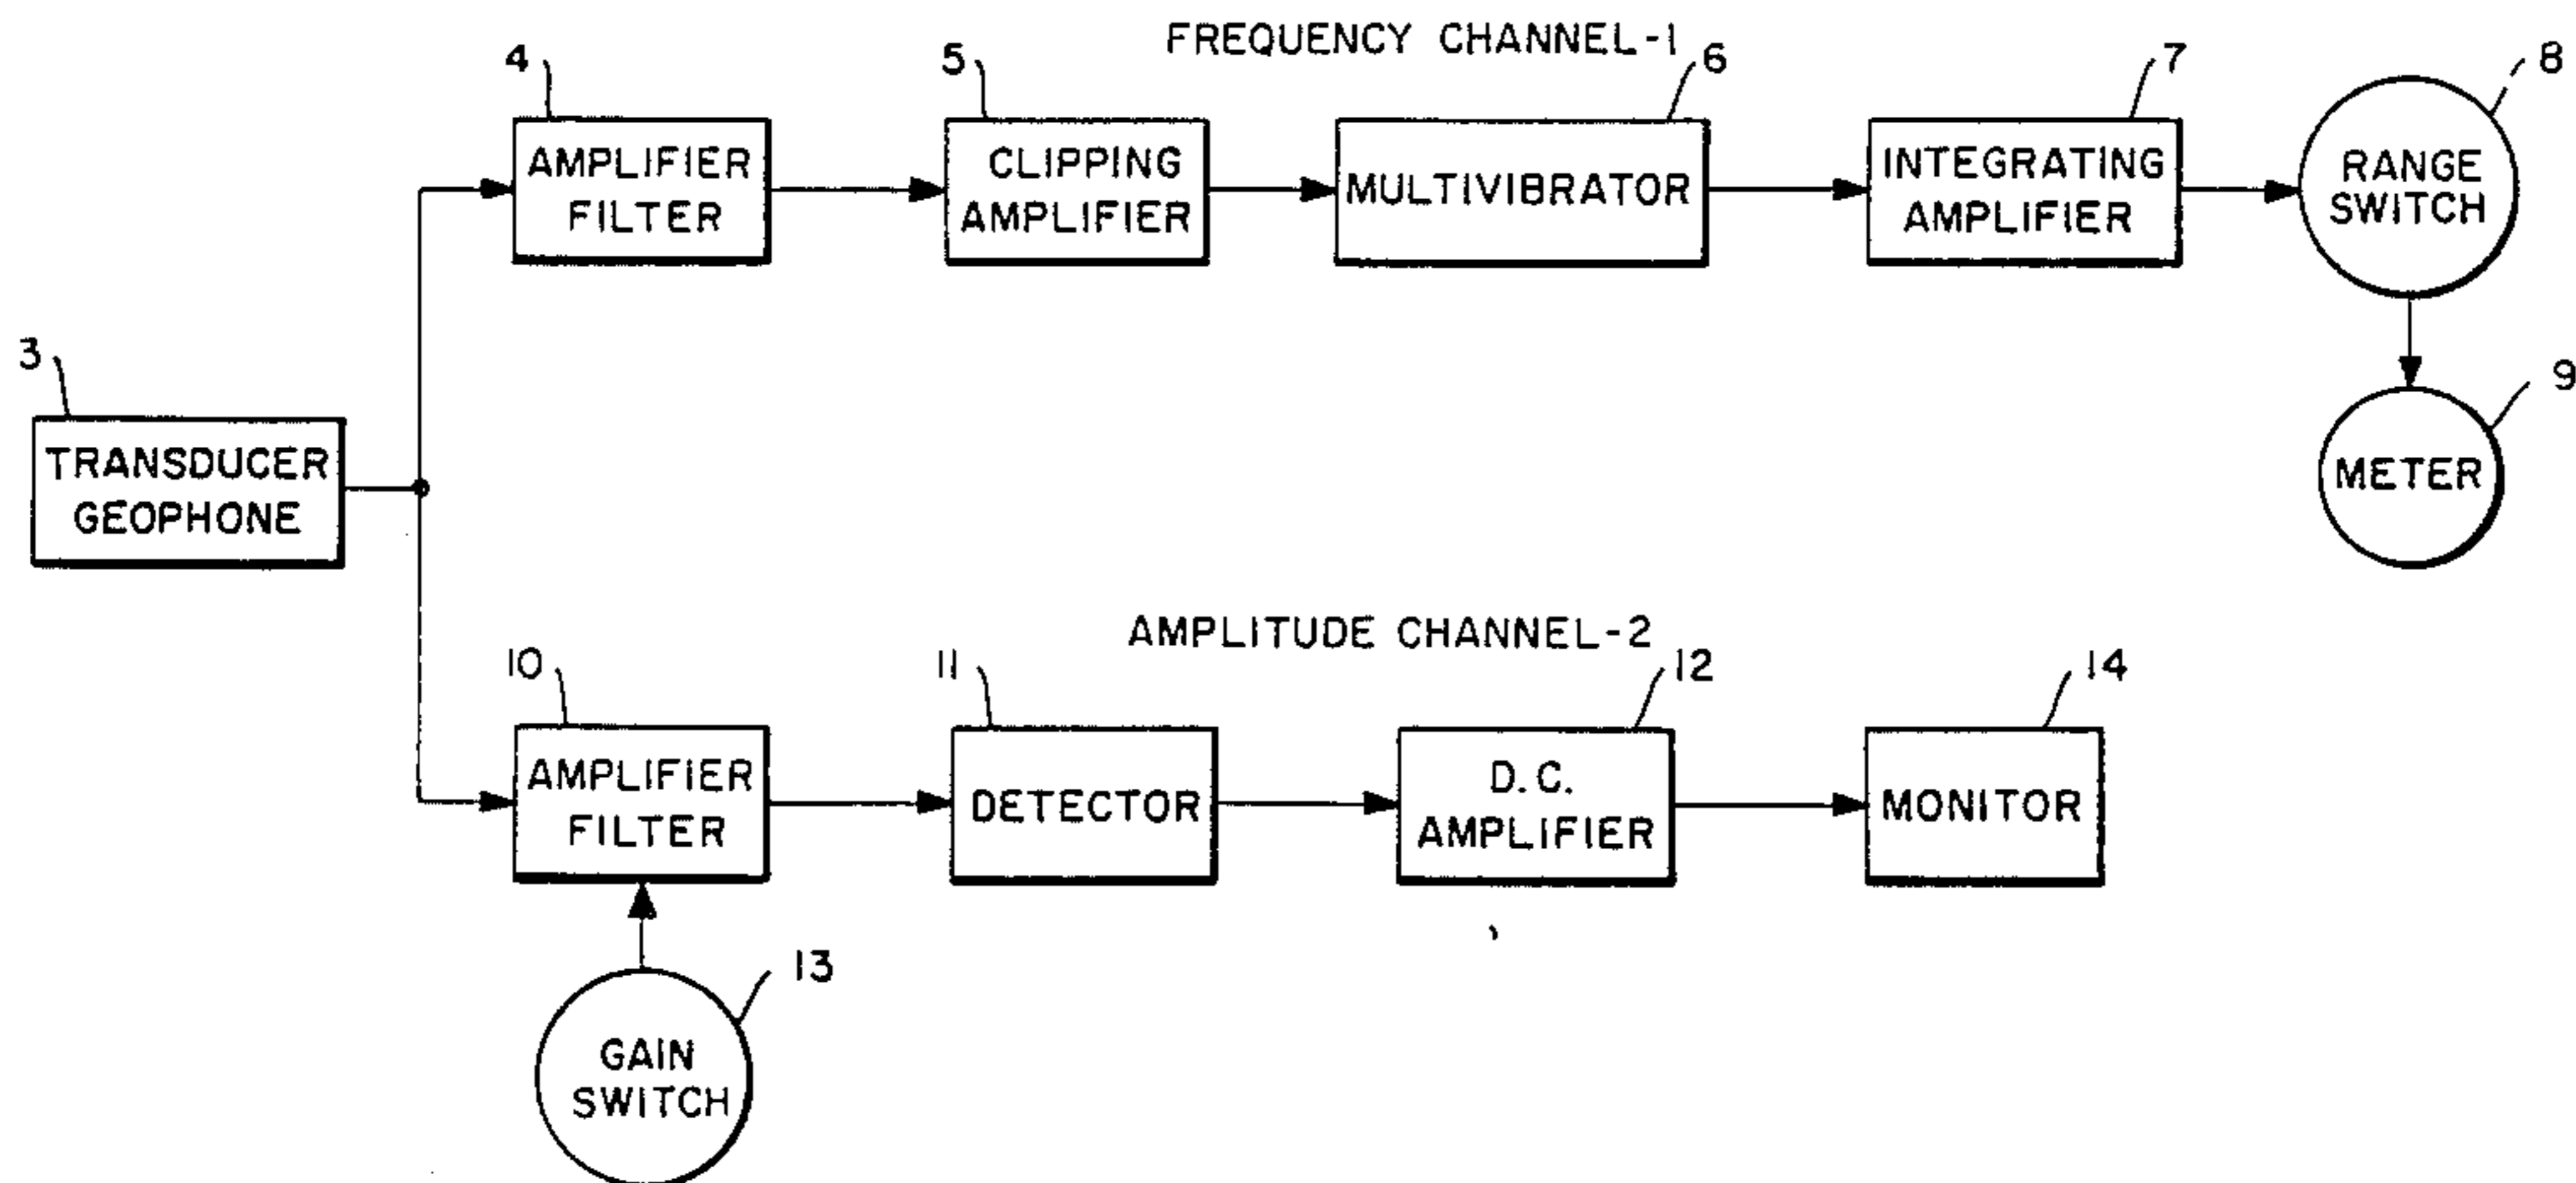 FREQUENCY CHANNEL-1
4
5
6
7
8
AMPLIFIER
FILTER
CLIPPING
AMPLIFIER
MULTIVIBRATOR
INTEGRATING
AMPLIFIER
RANGE
SWITCH
3
9
TRANSDUCER
GEOPHONE
METER
AMPLITUDE CHANNEL-2
10
11
12
14
AMPLIFIER
FILTER
DETECTOR
D.C.
AMPLIFIER
MONITOR
13
GAIN
SWITCH